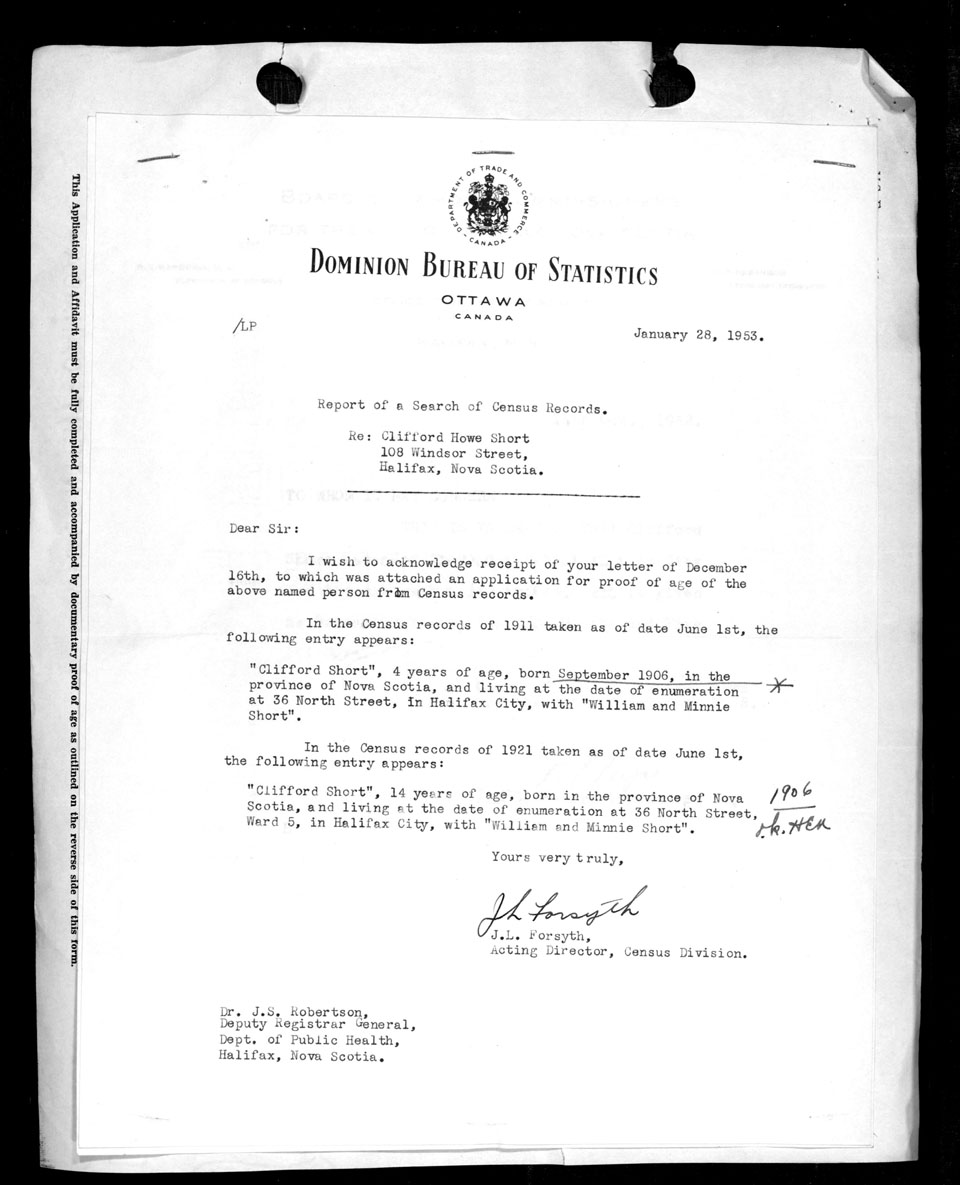 This Application and Affidavit must be fully completed and accompanied by documentary proof of age as outlined on the reverse side of this form.
DEPARTMENT OF TRADE AND COMMERCE
- CANADA -
DOMINION BUREAU OF STATISTICS
OTTAWA
CANADA
/LP
January 28, 1953.
Report of a Search of Census Records.
Re: Clifford Howe Short
108 Windsor Street,
Halifax, Nova Scotia.
Dear Sir:
I wish to acknowledge receipt of your letter of December
16th, to which was attached an application for proof of age of the
above named person from Census records.
In the Census records of 1911 taken as of date June 1st, the
following entry appears:
"Clifford Short", 4 years of age, born September 1906, in the
province of Nova Scotia, and living at the date of enumeration
at 36 North Street, in Halifax City, with "William and Minnie
Short".
In the Census records of 1921 taken as of date June 1st,
the following entry appears:
"Clifford Short", 14 years of age, born in the province of Nova
Scotia, and living at the date of enumeration at 36 North Street,
Ward 5, in Halifax City, with "William and Minnie Short".
1906
o.k.
Yours very truly,
J L Forsyth
J.L. Forsyth,
Acting Director, Census Division.
Dr. J.S. Robertson,
Deputy Registrar General,
Dept. of Public Health,
Halifax, Nova Scotia.